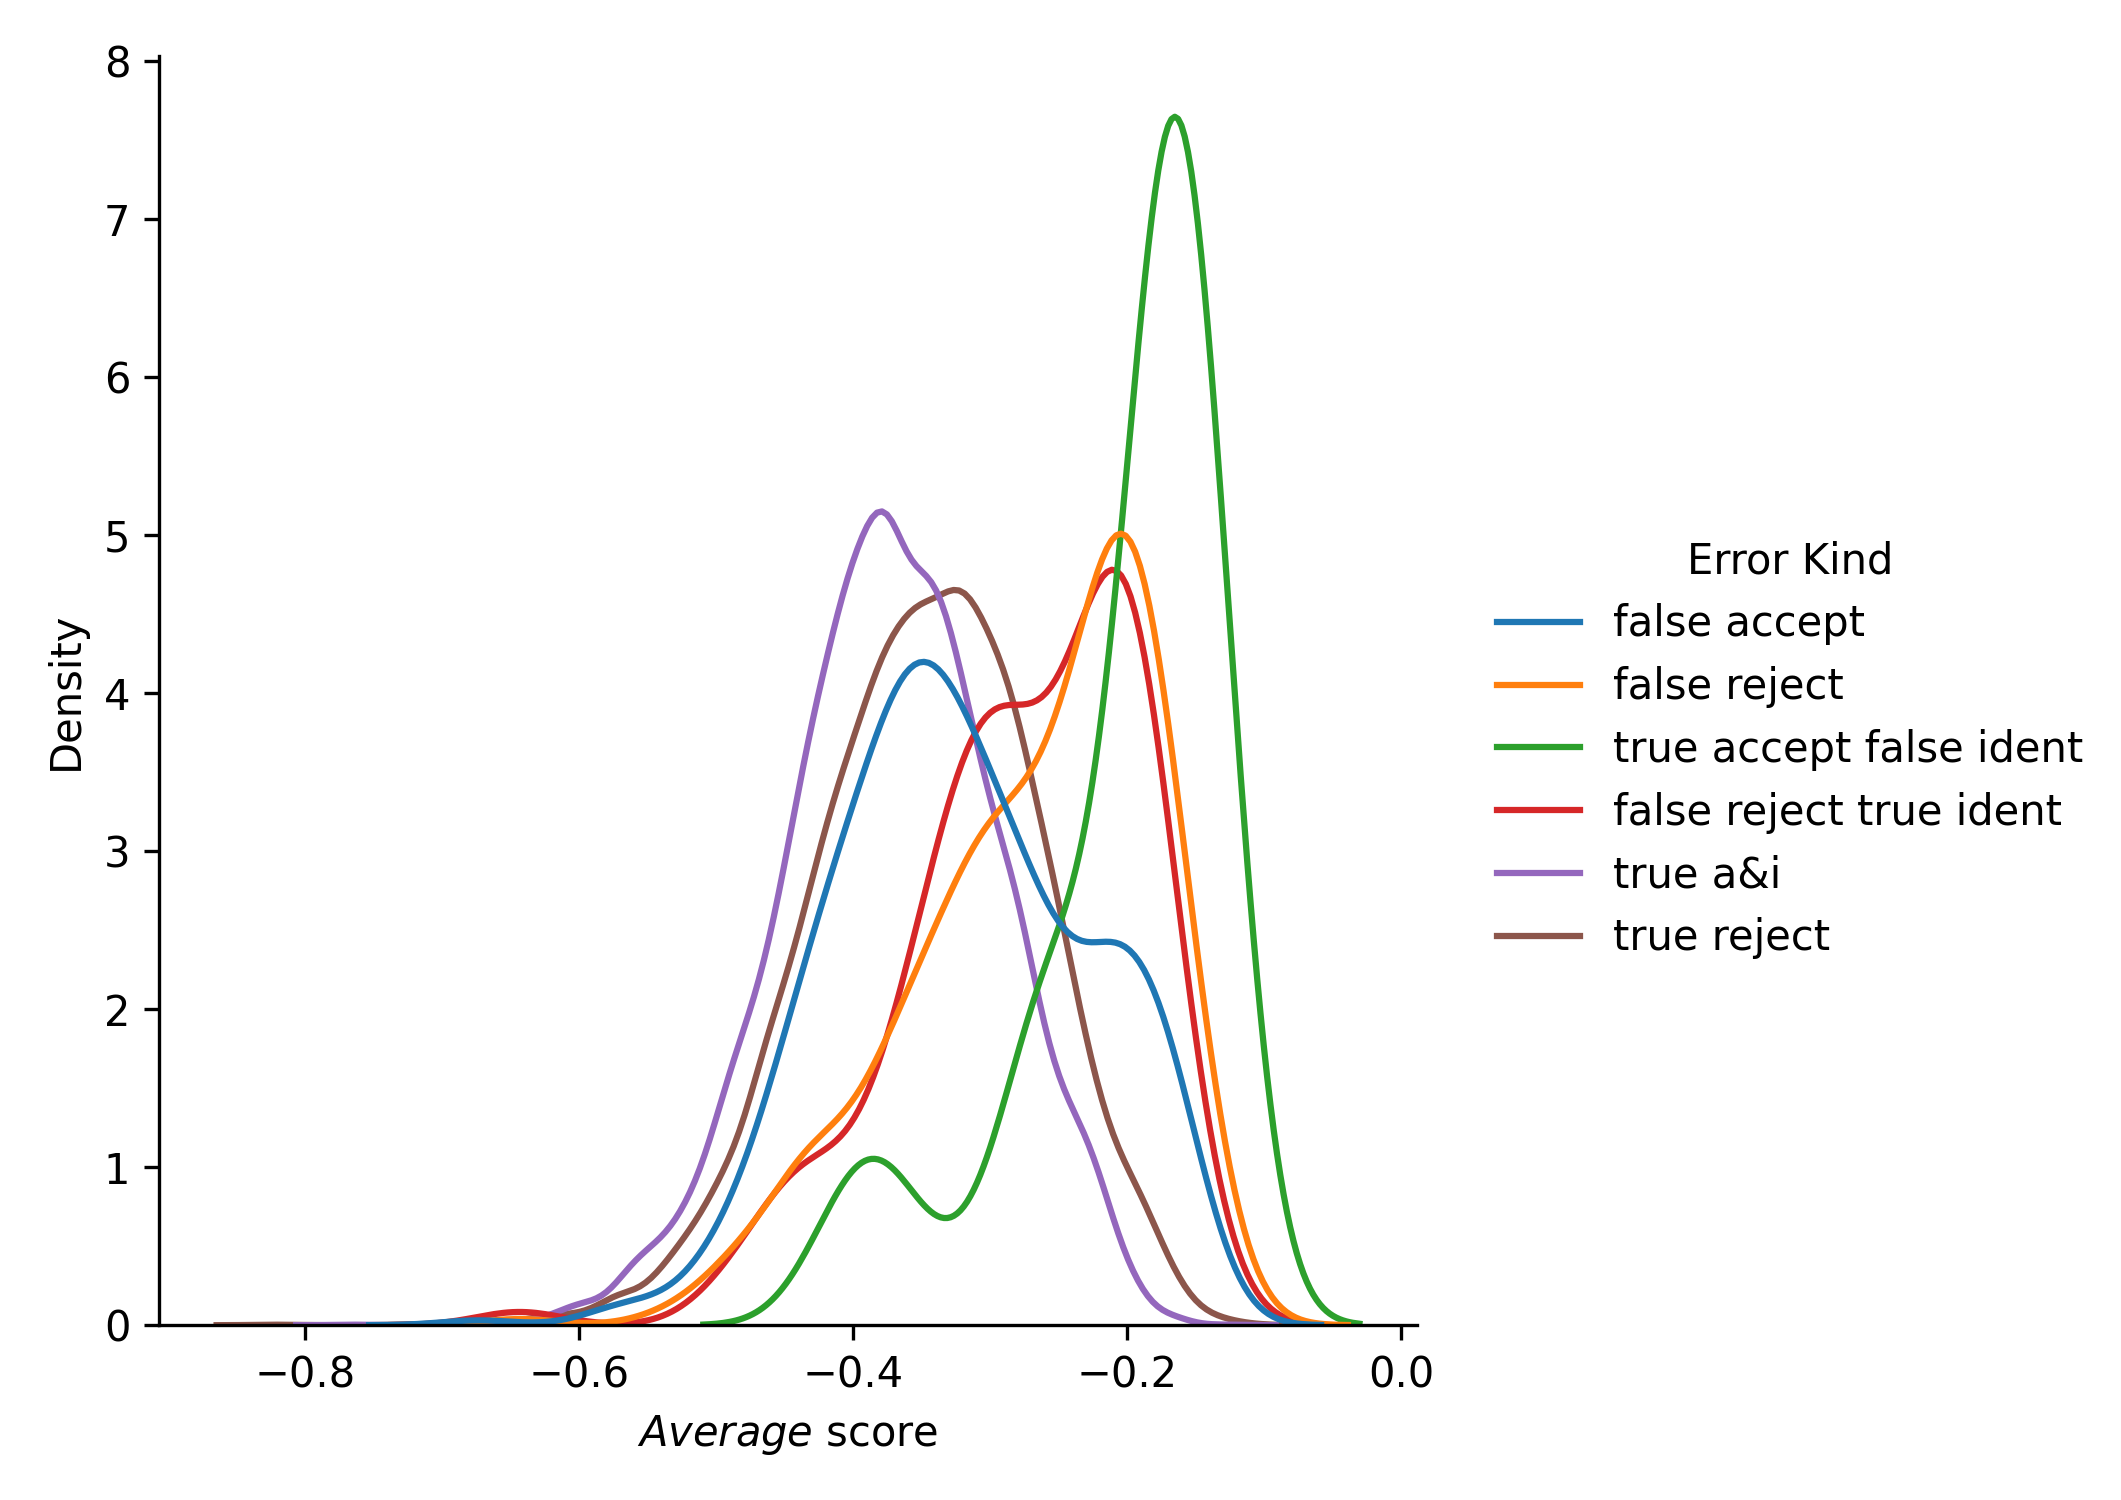 8
7
6
5
4
3
2
1
0
Density
−0.8 −0.6 −0.4 −0.2 0.0
Average score
Error Kind
false accept
false reject
true accept false ident
false reject true ident
true a&i
true reject